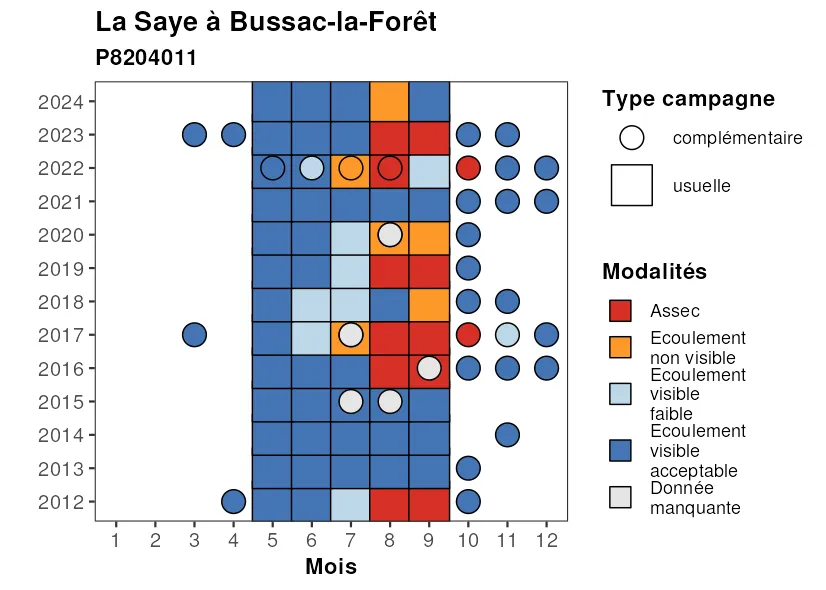 La Saye à Bussac-la-Forêt
P8204011
2024
2023
2022
2021
2020
2019
2018
2017
2016
2015
2014
2013
2012
1 2 3 4 5 6 7 8 9 10 11 12
Mois
Type campagne
complémentaire
usuelle
Modalités
Assec
Ecoulement
non visible
Ecoulement
visible
faible
Ecoulement
visible
acceptable
Donnée
manquante